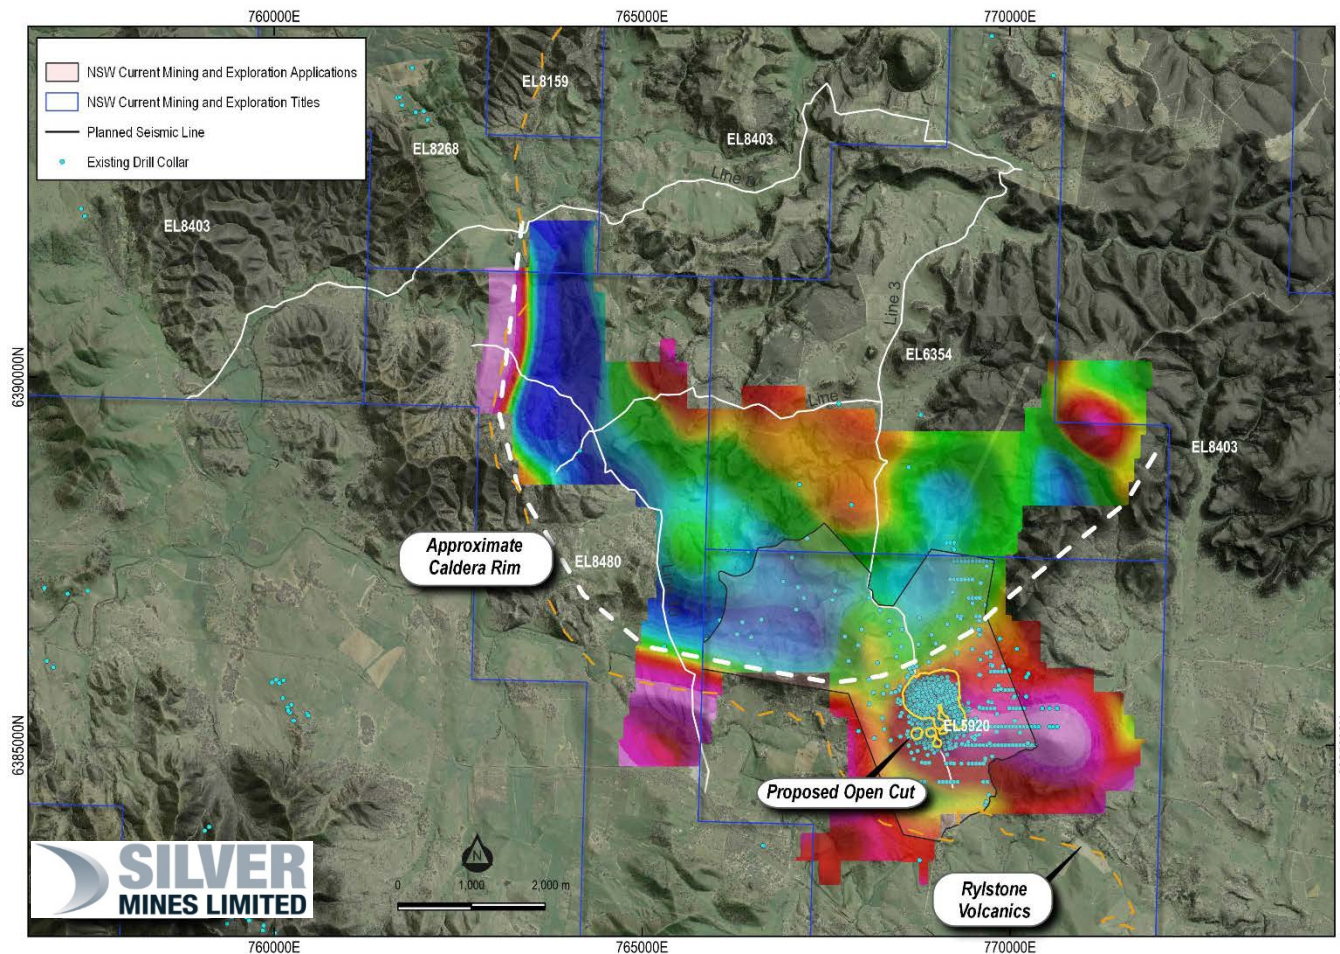 760000E
765000E
770000E
NSW Current Mining and Exploration Applications
NSW Current Mining and Exploration Titles
Planned Seismic Line
Existing Drill Collar
EL8159
EL8403
EL8268
Line
EL8403
Line 3
6390000N
EL6354
Line
EL8403
Approximate
Caldera Rim
EL8480
6385000N
EL5920
Proposed Open Cut
N
0
1,000
2,000 m
SILVER
MINES LIMITED
Rylstone
Volcanics
760000E
765000E
770000E